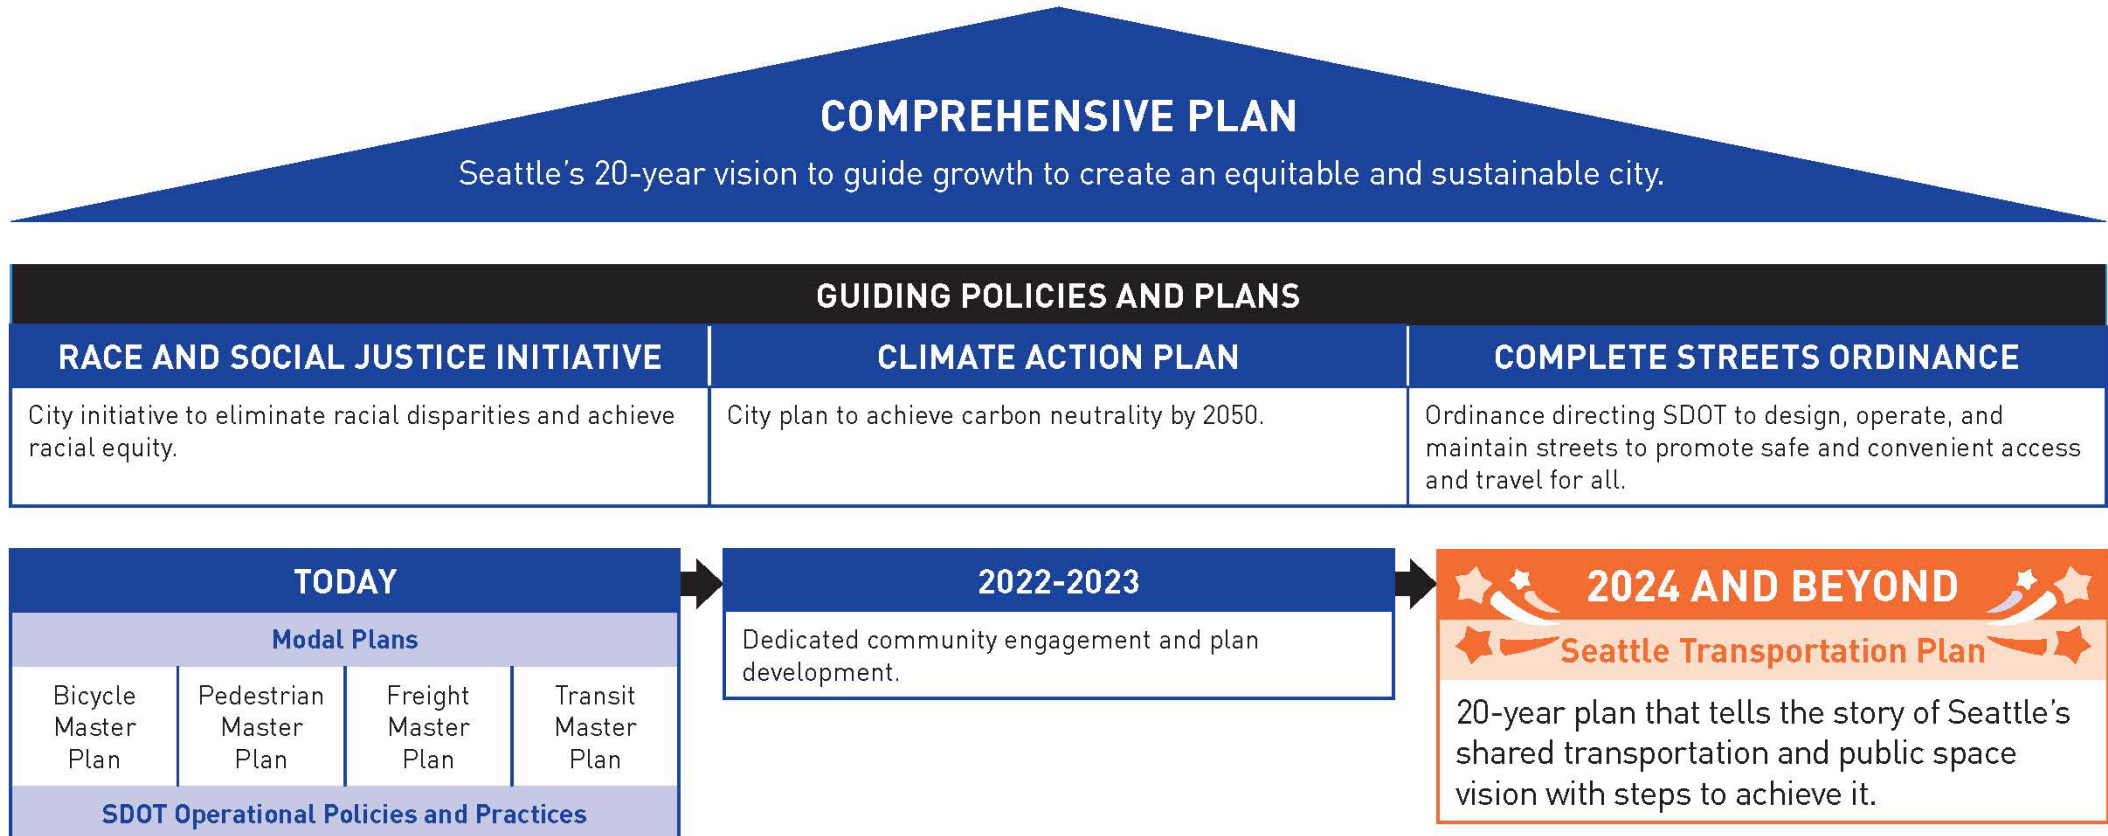 COMPREHENSIVE PLAN
Seattle's 20-year vision to guide growth to create an equitable and sustainable city.
GUIDING POLICIES AND PLANS
RACE AND SOCIAL JUSTICE INITIATIVE
City initiative to eliminate racial disparities and achieve
racial equity.
CLIMATE ACTION PLAN
City plan to achieve carbon neutrality by 2050.
COMPLETE STREETS ORDINANCE
Ordinance directing SDOT to design, operate, and
maintain streets to promote safe and convenient access
and travel for all.
TODAY
Modal Plans
Bicycle
Master
Plan
Pedestrian
Master
Plan
Freight
Master
Plan
Transit
Master
Plan
SDOT Operational Policies and Practices
2022-2023
Dedicated community engagement and plan
development.
2024 AND BEYOND
Seattle Transportation Plan
20-year plan that tells the story of Seattle's
shared transportation and public space
vision with steps to achieve it.